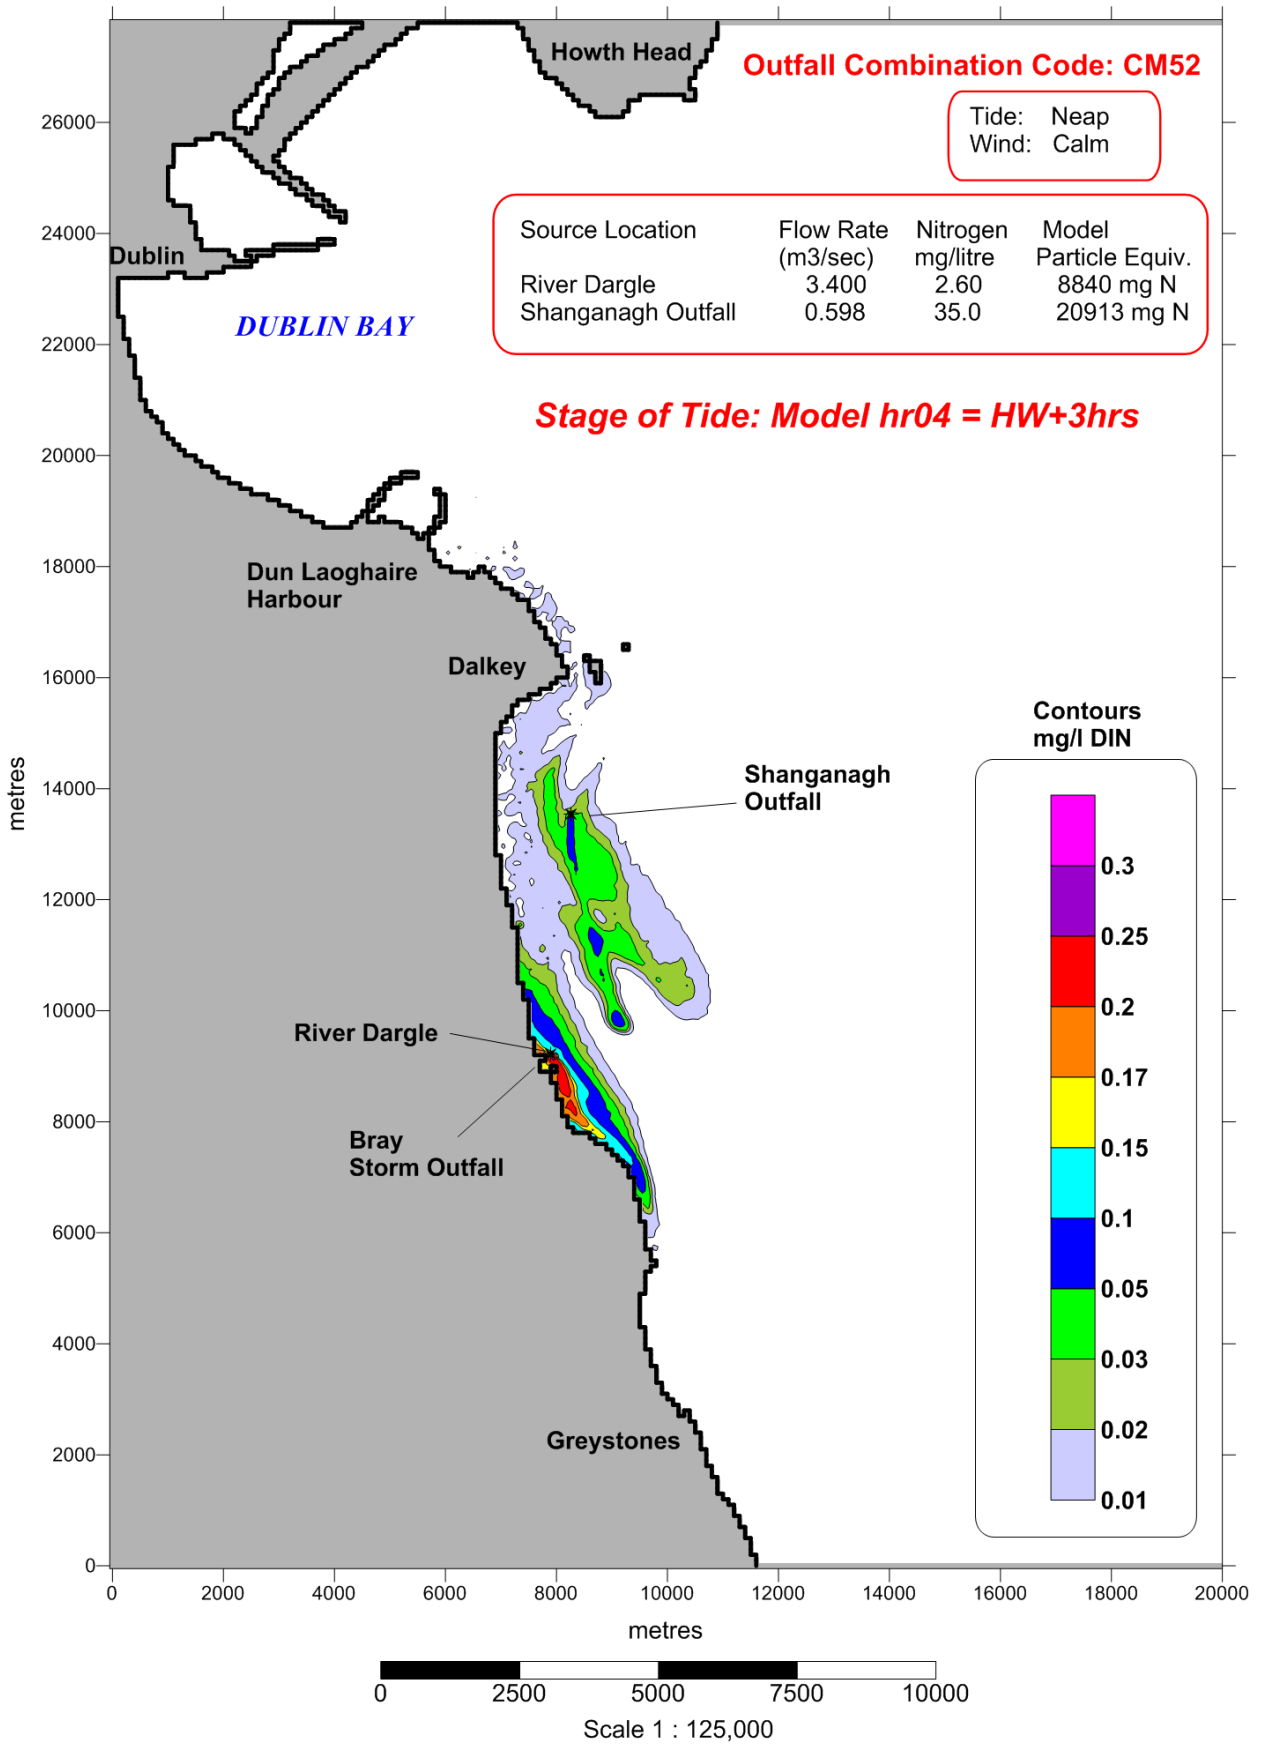 Howth Head
Outfall Combination Code: CM52
Tide: Neap
Wind: Calm
Source Location Flow Rate Nitrogen Model
(m3/sec) mg/litre Particle Equiv.
River Dargle 3.400 2.60 8840 mg N
Shanganagh Outfall 0.598 35.0 20913 mg N
Stage of Tide: Model hr04 = HW+3hrs
Dublin
DUBLIN BAY
Dun Laoghaire
Harbour
Dalkey
Shanganagh
Outfall
River Dargle
Bray
Storm Outfall
Greystones
Contours
mg/l DIN
0.3
0.25
0.2
0.17
0.15
0.1
0.05
0.03
0.02
0.01
metres
26000
24000
22000
20000
18000
16000
14000
12000
10000
8000
6000
4000
2000
0
0 2000 4000 6000 8000 10000 12000 14000 16000 18000 20000
metres
0 2500 5000 7500 10000
Scale 1 : 125,000